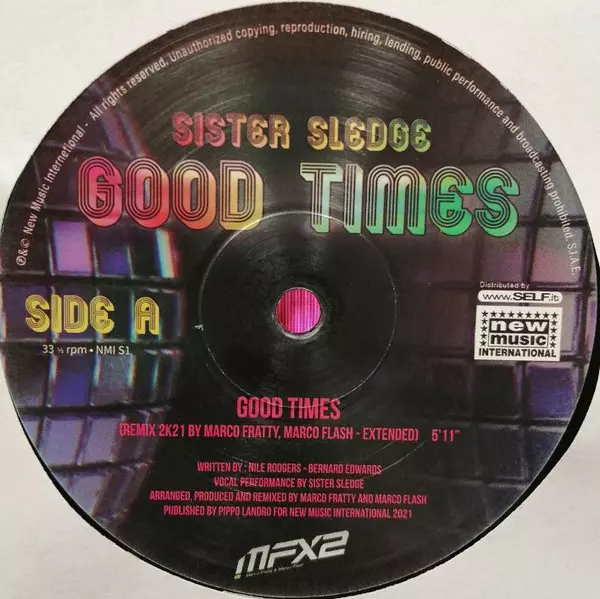 ℗&© New Music International - All rights reserved. Unauthorized copying, reproduction, hiring, lending, public performance and broadcasting prohibited. S.I.A.E.
SISTER SLEDGE
GOOD TIMES
SIDE A
33 ⅓ rpm • NMI S1
Distributed by
www.SELF.it
new
music
INTERNATIONAL
GOOD TIMES
(REMIX 2K21 BY MARCO FRATTY, MARCO FLASH - EXTENDED) 5'11"
WRITTEN BY : NILE RODGERS - BERNARD EDWARDS
VOCAL PERFORMANCE BY SISTER SLEDGE
ARRANGED, PRODUCED AND REMIXED BY MARCO FRATTY AND MARCO FLASH
PUBLISHED BY PIPPO LANDRO FOR NEW MUSIC INTERNATIONAL 2021
MFX2
Marco Fratty & Marco Flash